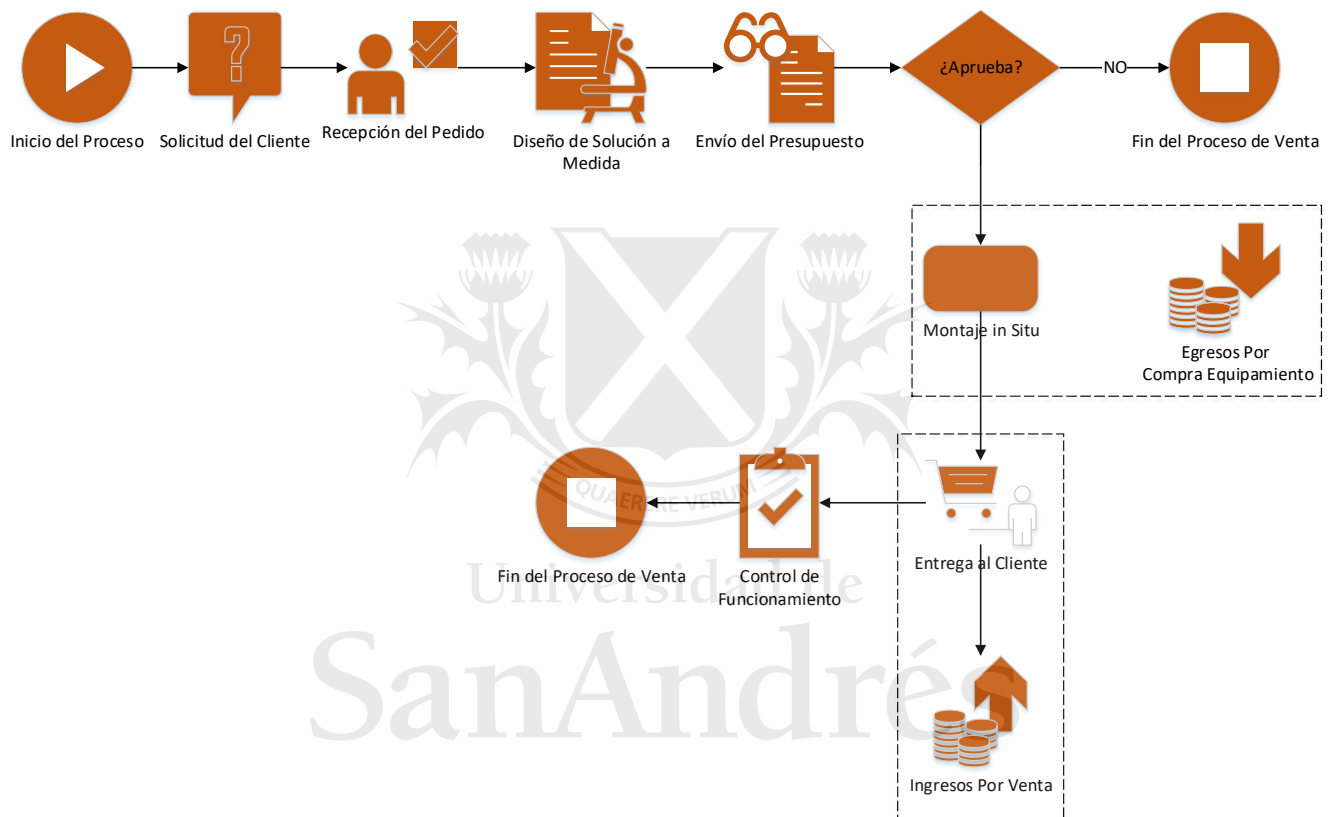 ¿Aprueba?
NO
Inicio del Proceso
Solicitud del Cliente
Recepción del Pedido
Diseño de Solución a
Medida
Envío del Presupuesto
Fin del Proceso de Venta
Montaje in Situ
Egresos Por
Compra Equipamiento
QUAERERE VERUM
Fin del Proceso de Venta
Control de
Funcionamiento
Entrega al Cliente
Universidad de
SanAndrés
Ingresos Por Venta